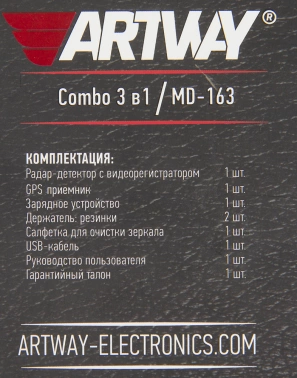 ARTWAY®
Combo 3 в 1 / MD-163
КОМПЛЕКТАЦИЯ:
Радар-детектор с видеорегистратором 1 шт.
GPS приемник 1 шт.
Зарядное устройство 1 шт.
Держатель: резинки 2 шт.
Салфетка для очистки зеркала 1 шт.
USB-кабель 1 шт.
Руководство пользователя 1 шт.
Гарантийный талон 1 шт.
ARTWAY-ELECTRONICS.COM